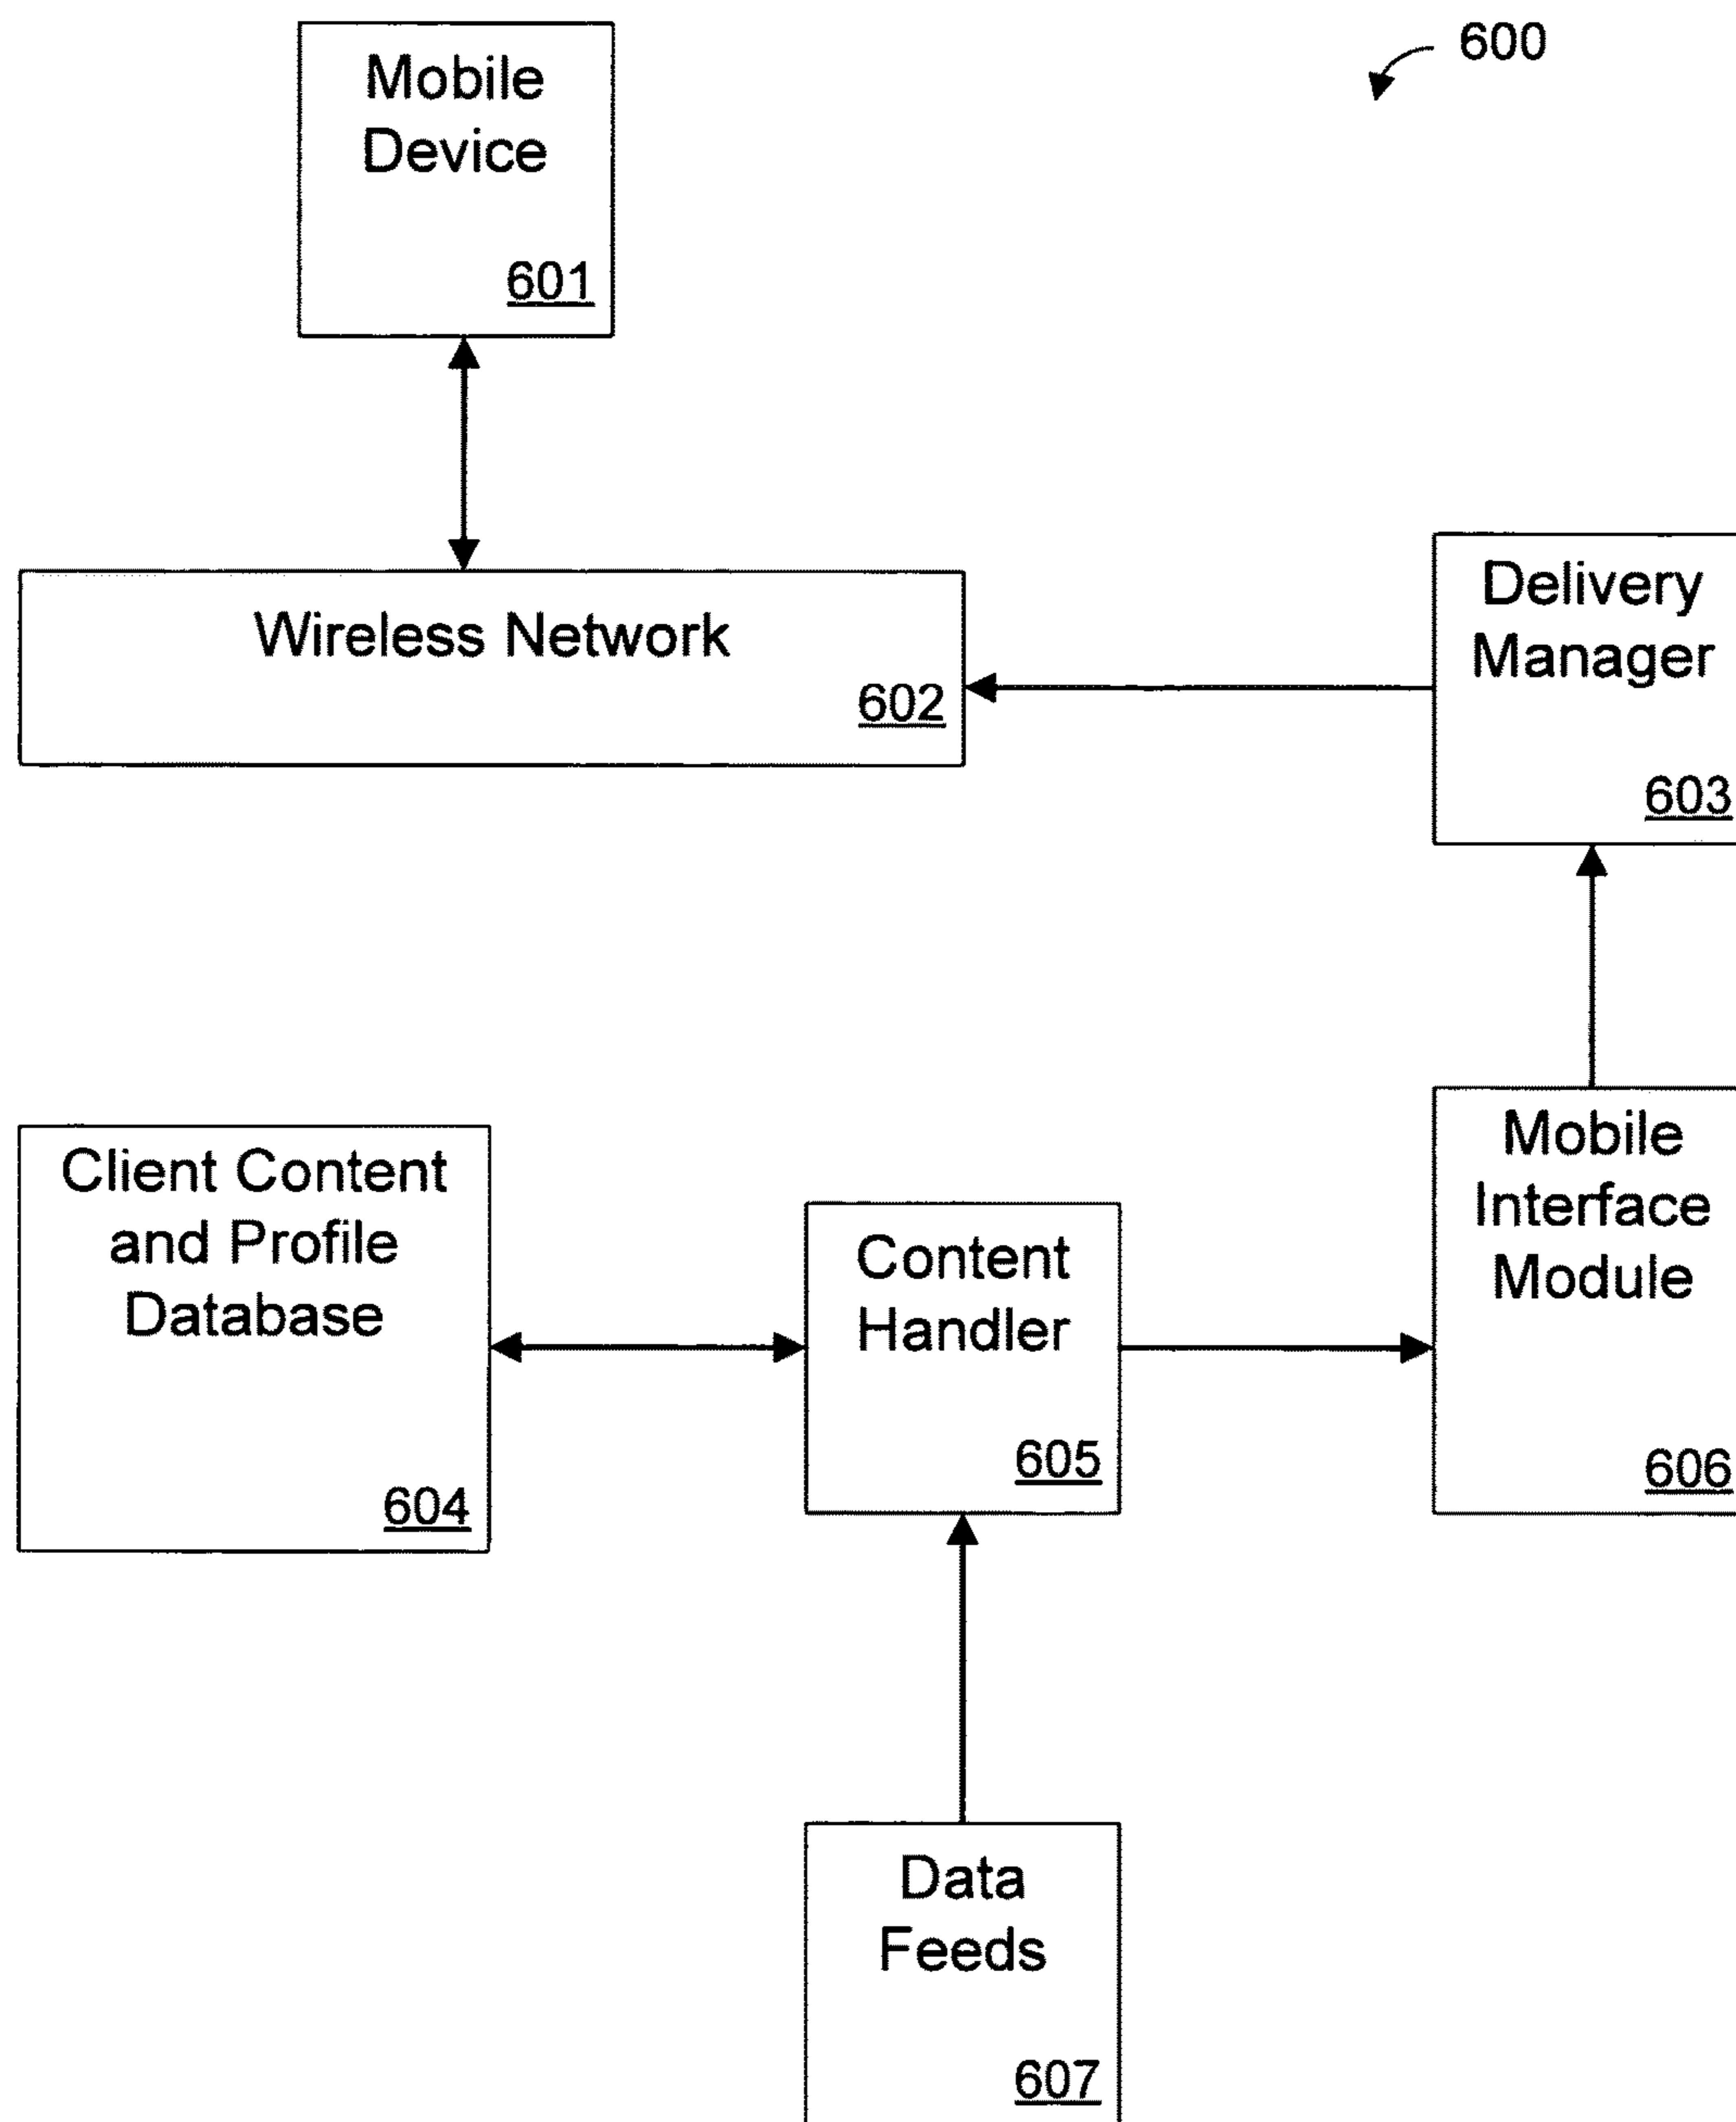 600
Mobile
Device
601
Wireless Network
602
Delivery
Manager
603
Client Content
and Profile
Database
604
Content
Handler
605
Mobile
Interface
Module
606
Data
Feeds
607